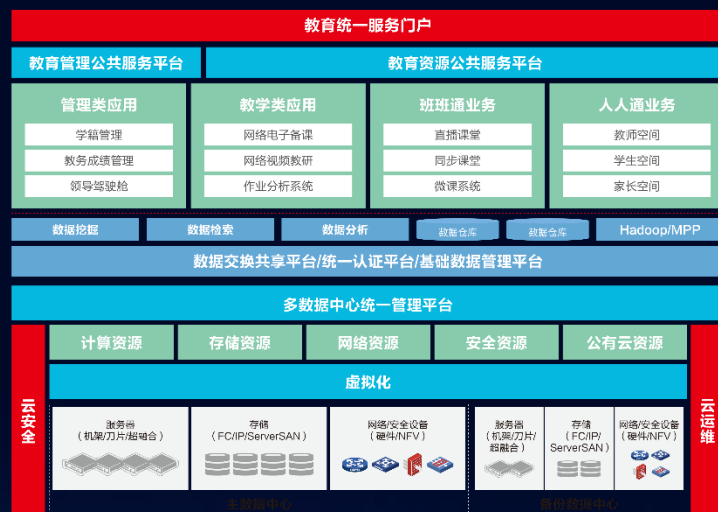 教育统一服务门户
教育管理公共服务平台
教育资源公共服务平台
管理类应用
学籍管理
教务成绩管理
领导驾驶舱
教学类应用
网络电子备课
网络视频教研
作业分析系统
班班通业务
直播课堂
同步课堂
微课系统
人人通业务
教师空间
学生空间
家长空间
数据挖掘
数据检索
数据分析
数据仓库
数据仓库
Hadoop/MPP
数据交换共享平台/统一认证平台/基础数据管理平台
多数据中心统一管理平台
云安全
计算资源
存储资源
网络资源
安全资源
公有云资源
云运维
虚拟化
服务器
(机架/刀片/超融合)
存储
(FC/IP/ServerSAN)
网络/安全设备
(硬件/NFV)
服务器
(机架/刀片/
超融合)
存储
(FC/IP/
ServerSAN)
网络/安全设备
(硬件/NFV)
主数据中心
备份数据中心